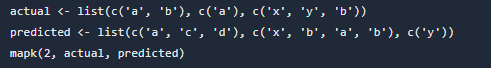 actual <- list(c('a', 'b'), c('a'), c('x', 'y', 'b'))
predicted <- list(c('a', 'c', 'd'), c('x', 'b', 'a', 'b'), c('y'))
mapk(2, actual, predicted)